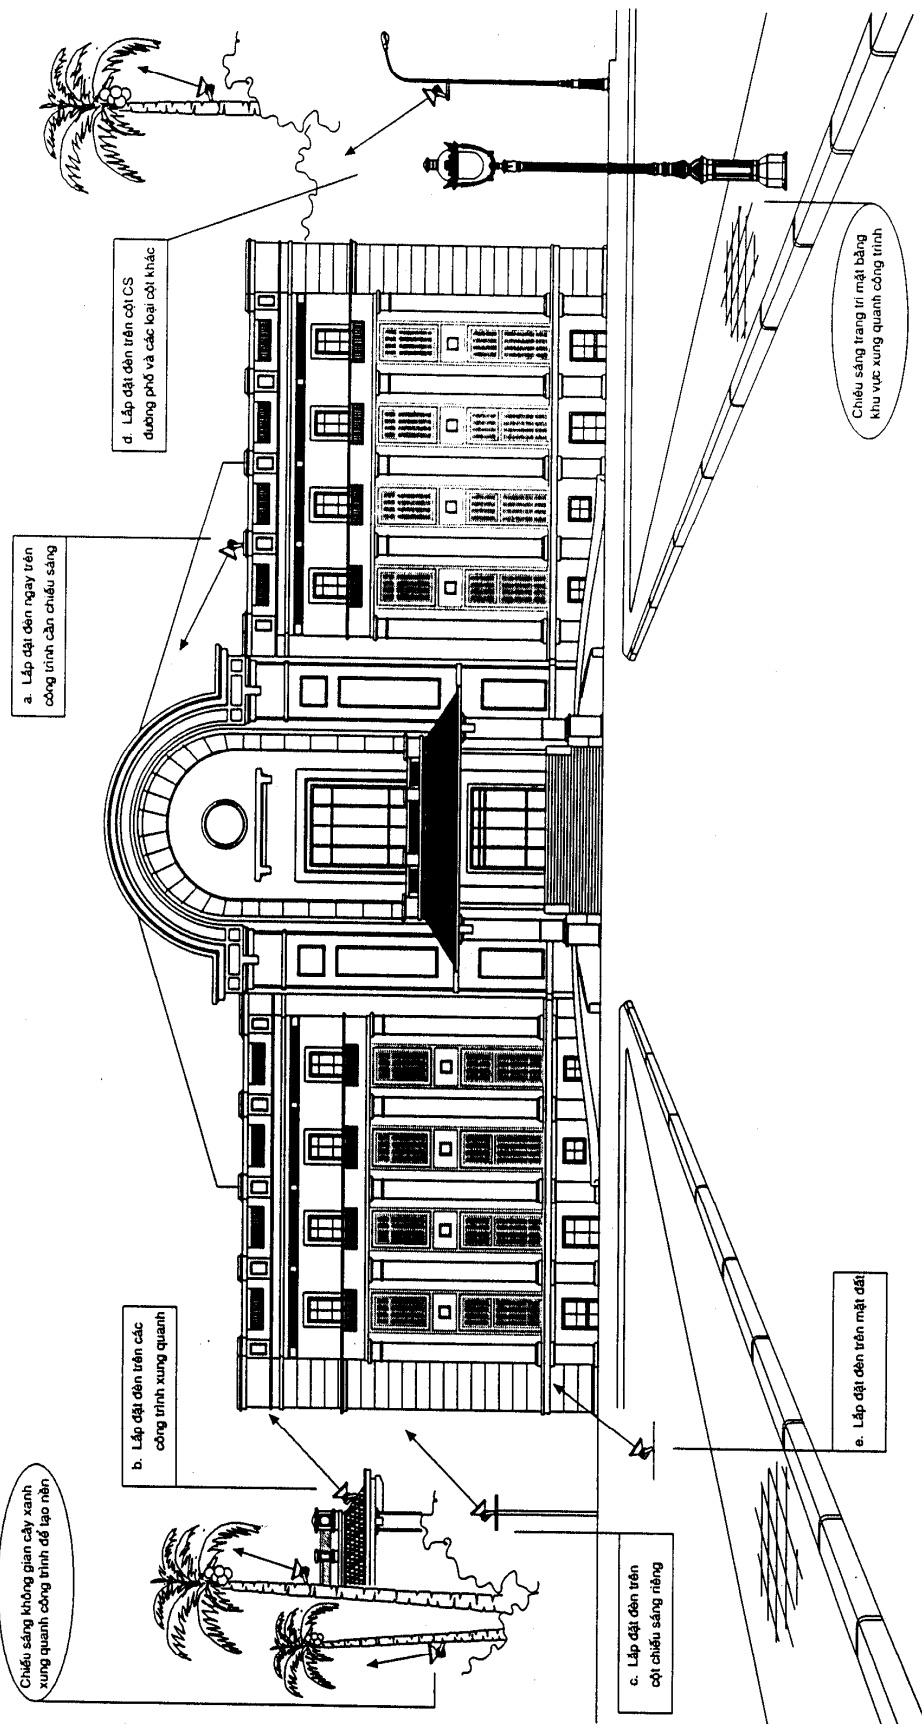 Chiếu sáng không gian cây xanh
xung quanh công trình để tạo nền
b. Lắp đặt đèn trên các
công trình xung quanh
a. Lắp đặt đèn ngay trên
công trình cần chiếu sáng
d. Lắp đặt đèn trên cột CS
đường phố và các loại cột khác
c. Lắp đặt đèn trên
cột chiếu sáng riêng
e. Lắp đặt đèn trên mặt đất
Chiếu sáng trang trí mặt bằng
khu vực xung quanh công trình